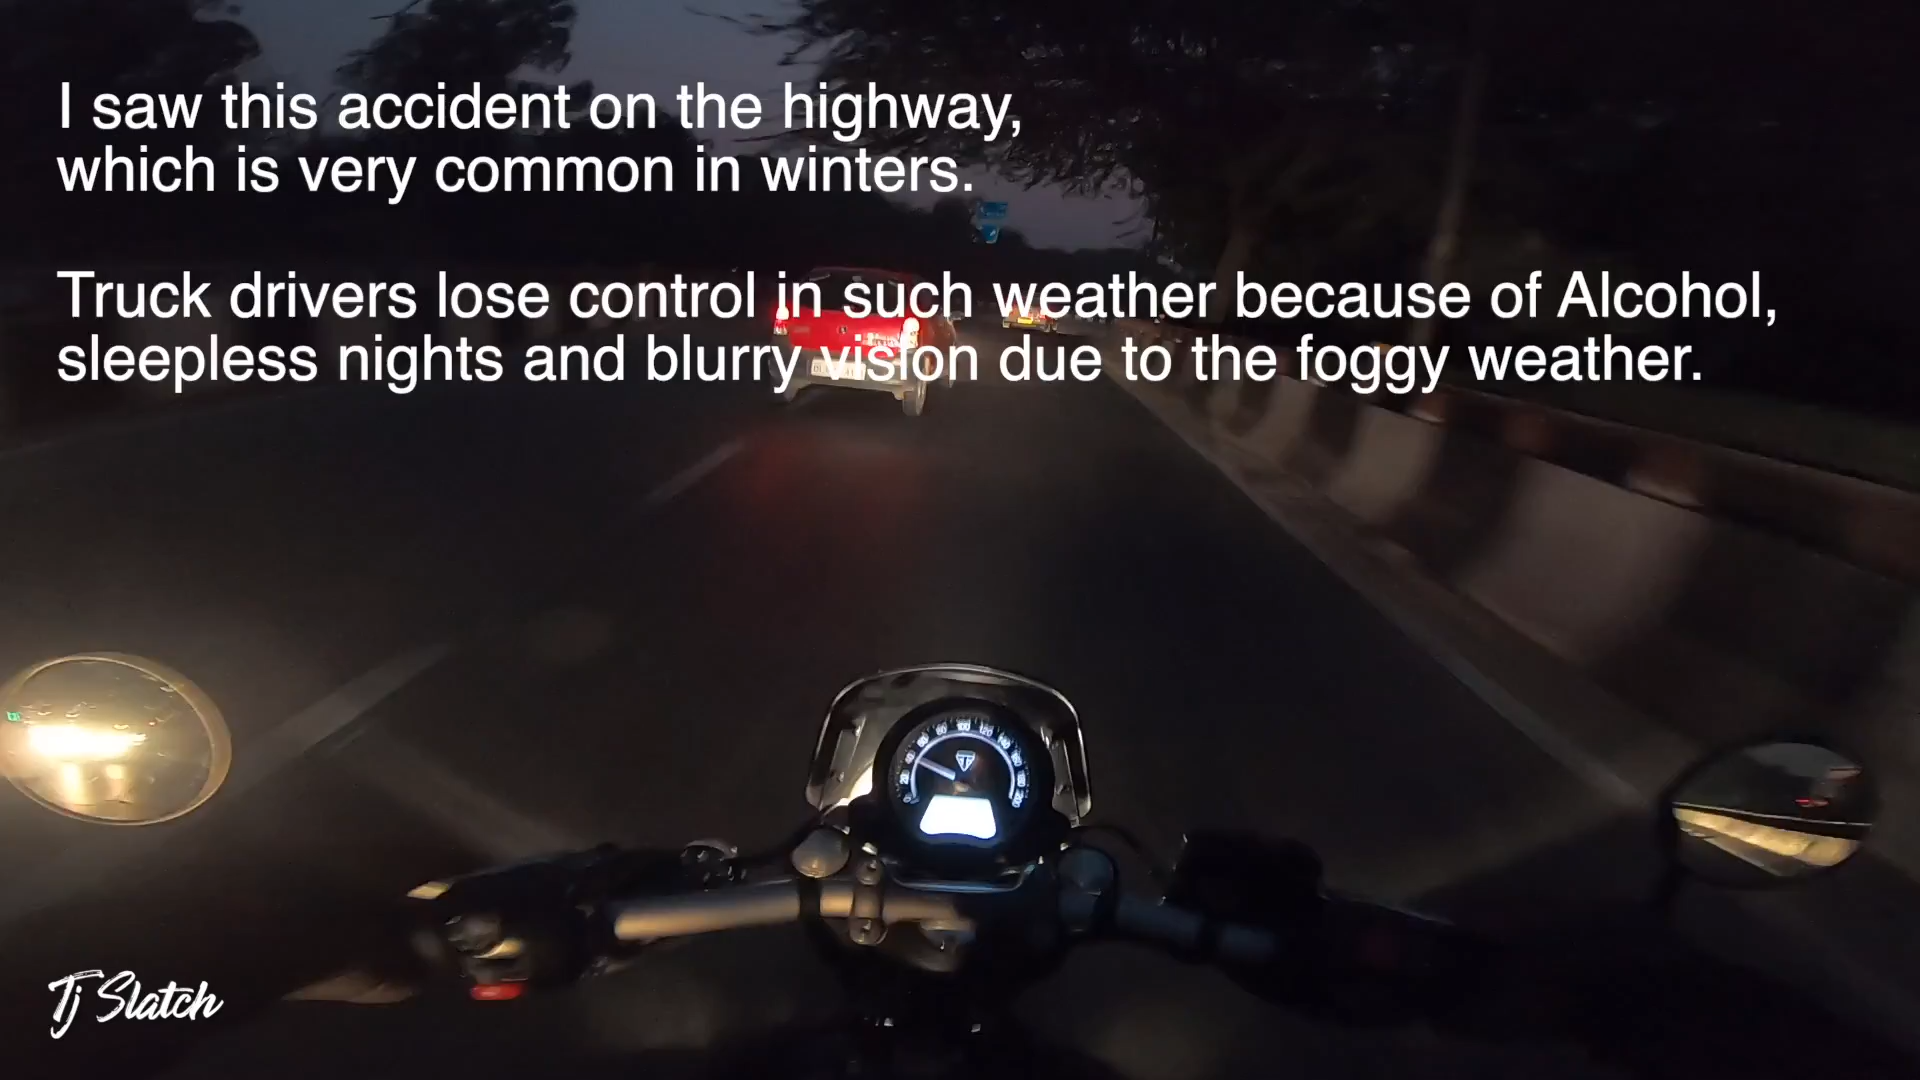 I saw this accident on the highway,
which is very common in winters.
Truck drivers lose control in such weather because of Alcohol,
sleepless nights and blurry vision due to the foggy weather.
Tj Slatch